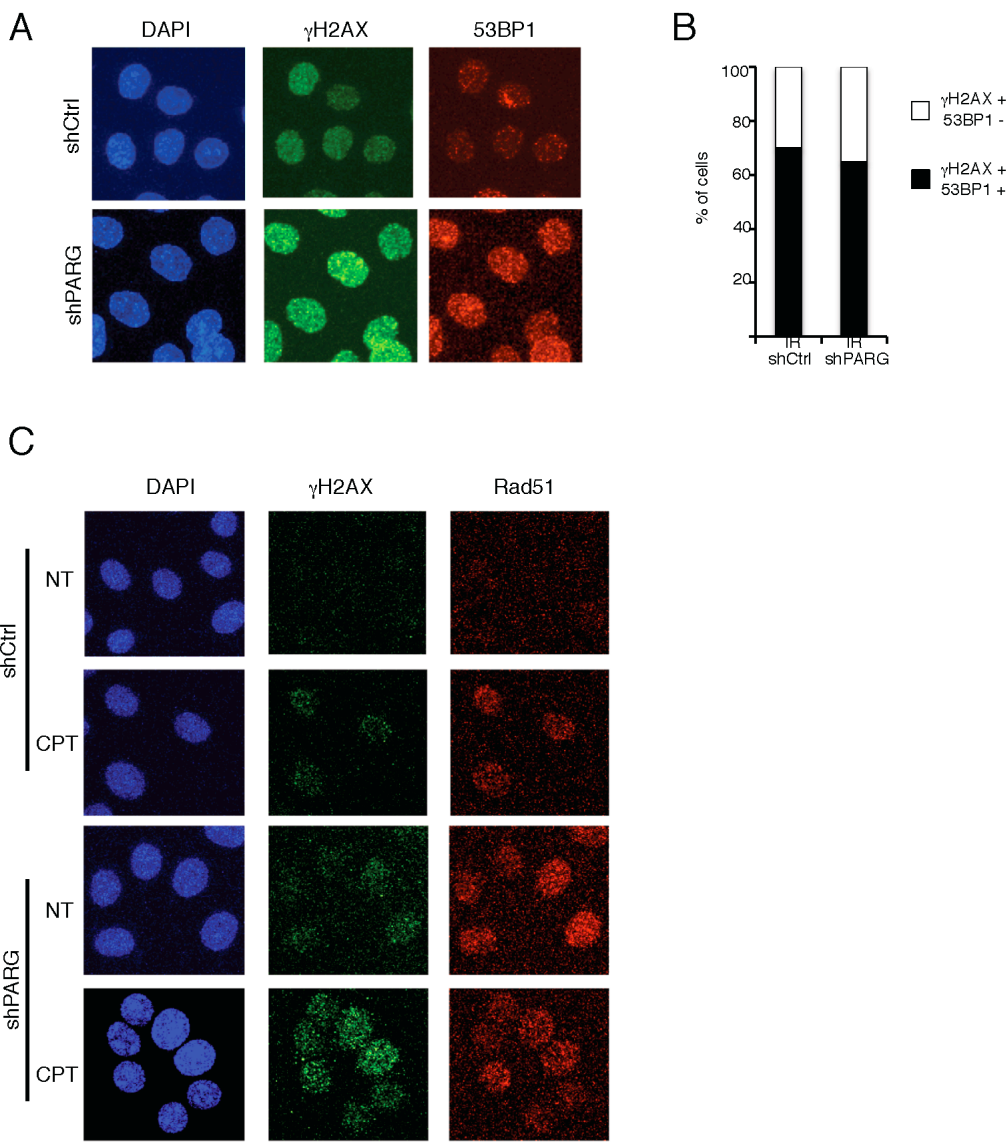 A
DAPI
γH2AX
53BP1
shCtrl
shPARG
B
100
80
60
40
20
% of cells
IR
shCtrl
IR
shPARG
γH2AX +
53BP1 -
γH2AX +
53BP1 +
C
DAPI
γH2AX
Rad51
shCtrl
NT
CPT
shPARG
NT
CPT